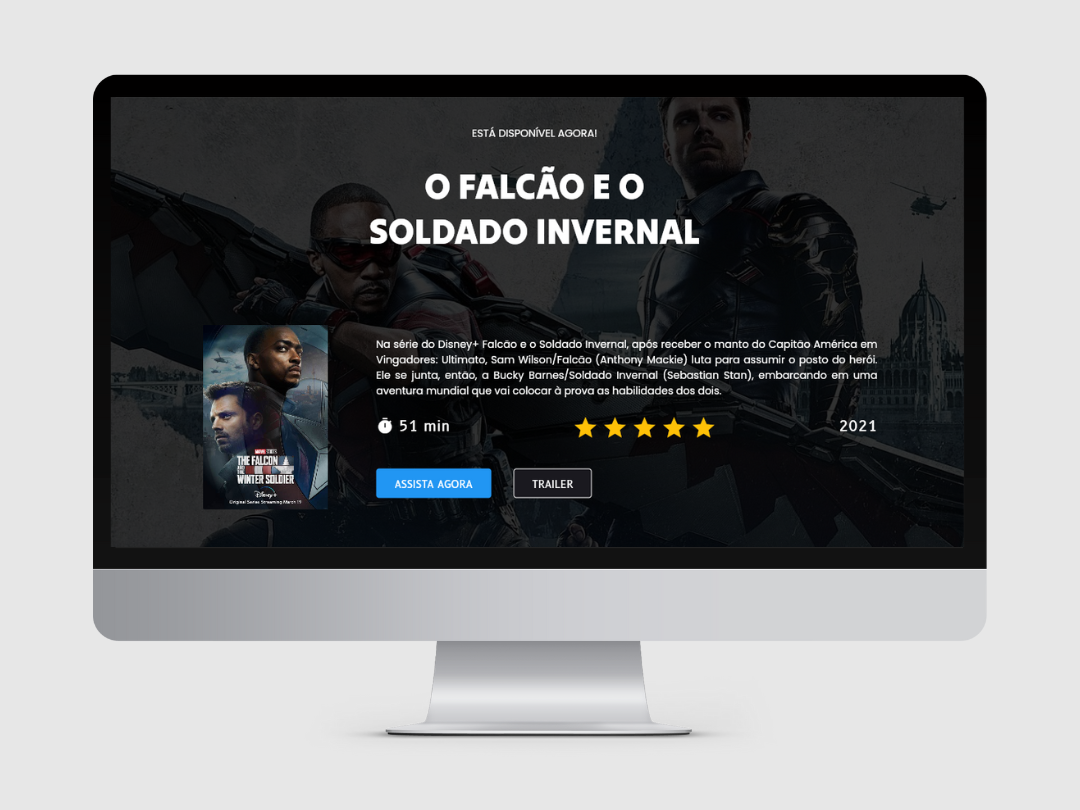 ESTÁ DISPONÍVEL AGORA!
O FALCÃO E O
SOLDADO INVERNAL
Na série do Disney+ Falcão e o Soldado Invernal, após receber o manto do Capitão América em
Vingadores: Ultimato, Sam Wilson/Falcão (Anthony Mackie) luta para assumir o posto do herói.
Ele se junta, então, a Bucky Barnes/Soldado Invernal (Sebastian Stan), embarcando em uma
aventura mundial que vai colocar à prova as habilidades dos dois.
51 min
2021
ASSISTA AGORA
TRAILER
MARVEL STUDIOS
THE FALCON
AND THE
WINTER SOLDIER
Disney+
Original Series Streaming March 19